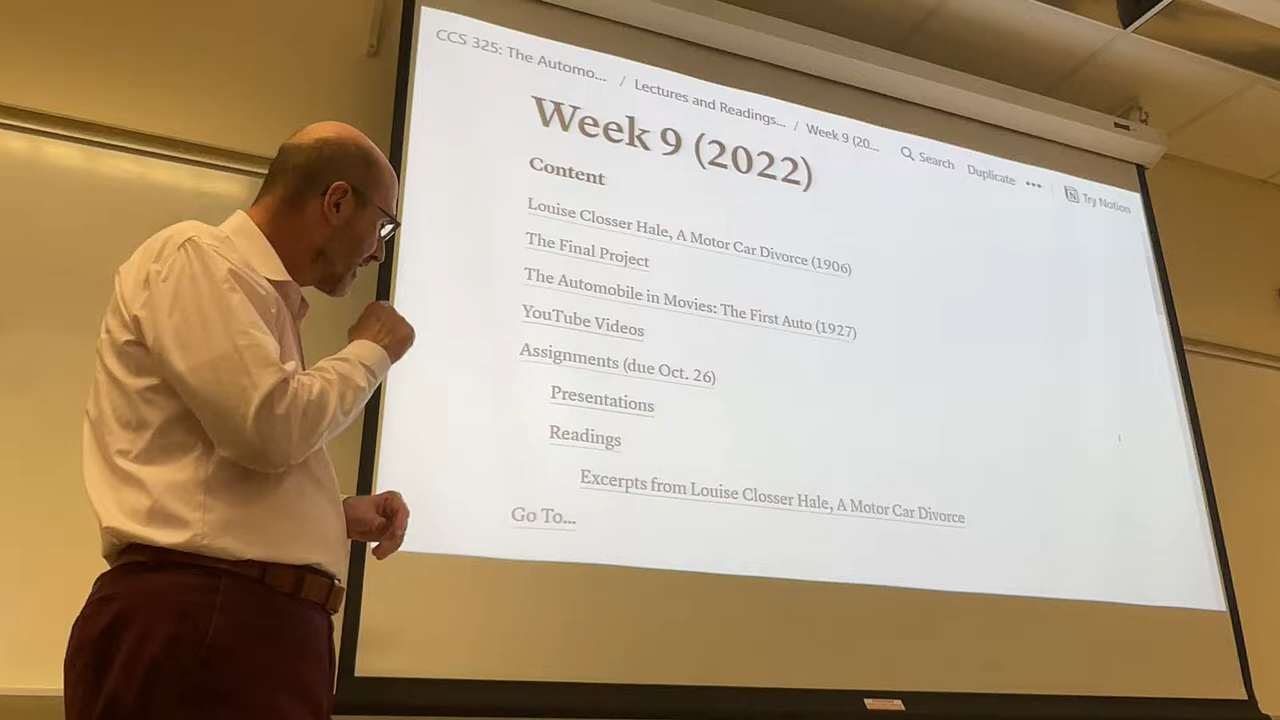 CCS 325: The Automo... / Lectures and Readings... / Week 9 (20... Search Duplicate ••• Try Notion
Week 9 (2022)
Content
Louise Closser Hale, A Motor Car Divorce (1906)
The Final Project
The Automobile in Movies: The First Auto (1927)
YouTube Videos
Assignments (due Oct. 26)
Presentations
Readings
Excerpts from Louise Closser Hale, A Motor Car Divorce
Go To...